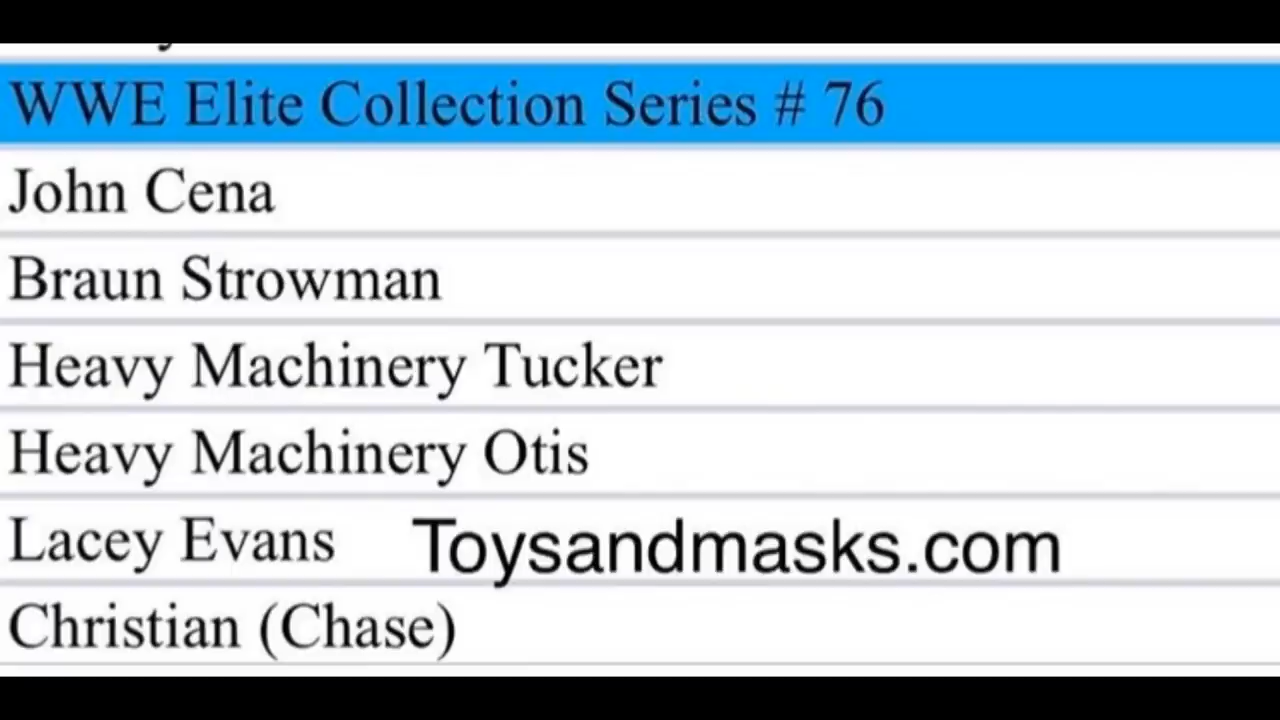 WWE Elite Collection Series # 76
John Cena
Braun Strowman
Heavy Machinery Tucker
Heavy Machinery Otis
Lacey Evans
Toysandmasks.com
Christian (Chase)